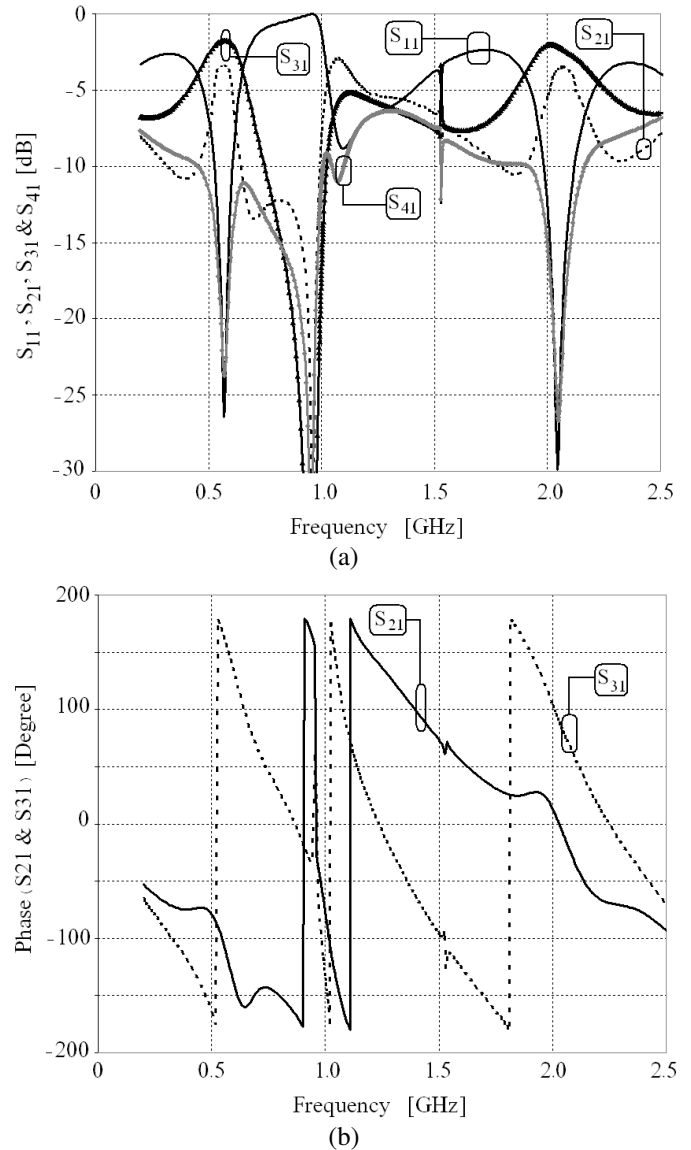 0
-5
-10
-15
-20
-25
-30
S11, S21, S31 & S41 [dB]
S31
S11
S21
S41
0
0.5
1.0
1.5
2.0
2.5
Frequency [GHz]
(a)
200
100
0
-100
-200
Phase (S21 & S31) [Degree]
S21
S31
0
0.5
1.0
1.5
2.0
2.5
Frequency [GHz]
(b)